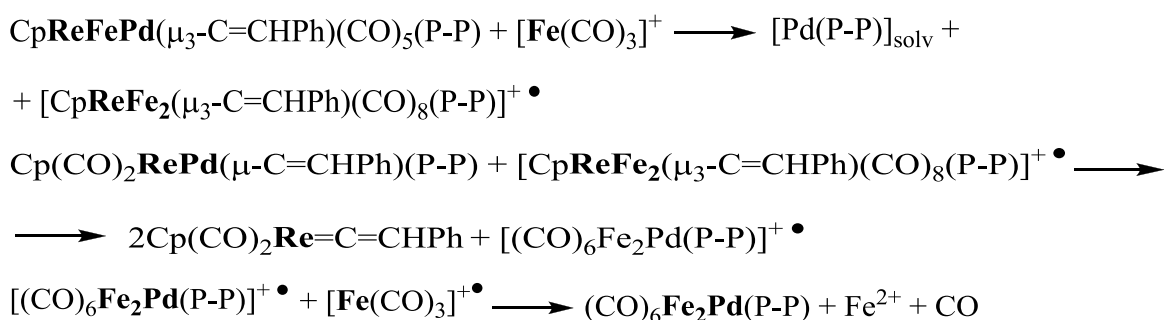 CpReFePd(μ₃-C=CHPh)(CO)₅(P-P) + [Fe(CO)₃]⁺ ⟶ [Pd(P-P)]solv +
+ [CpReFe₂(μ₃-C=CHPh)(CO)₈(P-P)]⁺ •
Cp(CO)₂RePd(μ-C=CHPh)(P-P) + [CpReFe₂(μ₃-C=CHPh)(CO)₈(P-P)]⁺ • ⟶
⟶ 2Cp(CO)₂Re=C=CHPh + [(CO)₆Fe₂Pd(P-P)]⁺ •
[(CO)₆Fe₂Pd(P-P)]⁺ • + [Fe(CO)₃]⁺• ⟶ (CO)₆Fe₂Pd(P-P) + Fe²⁺ + CO